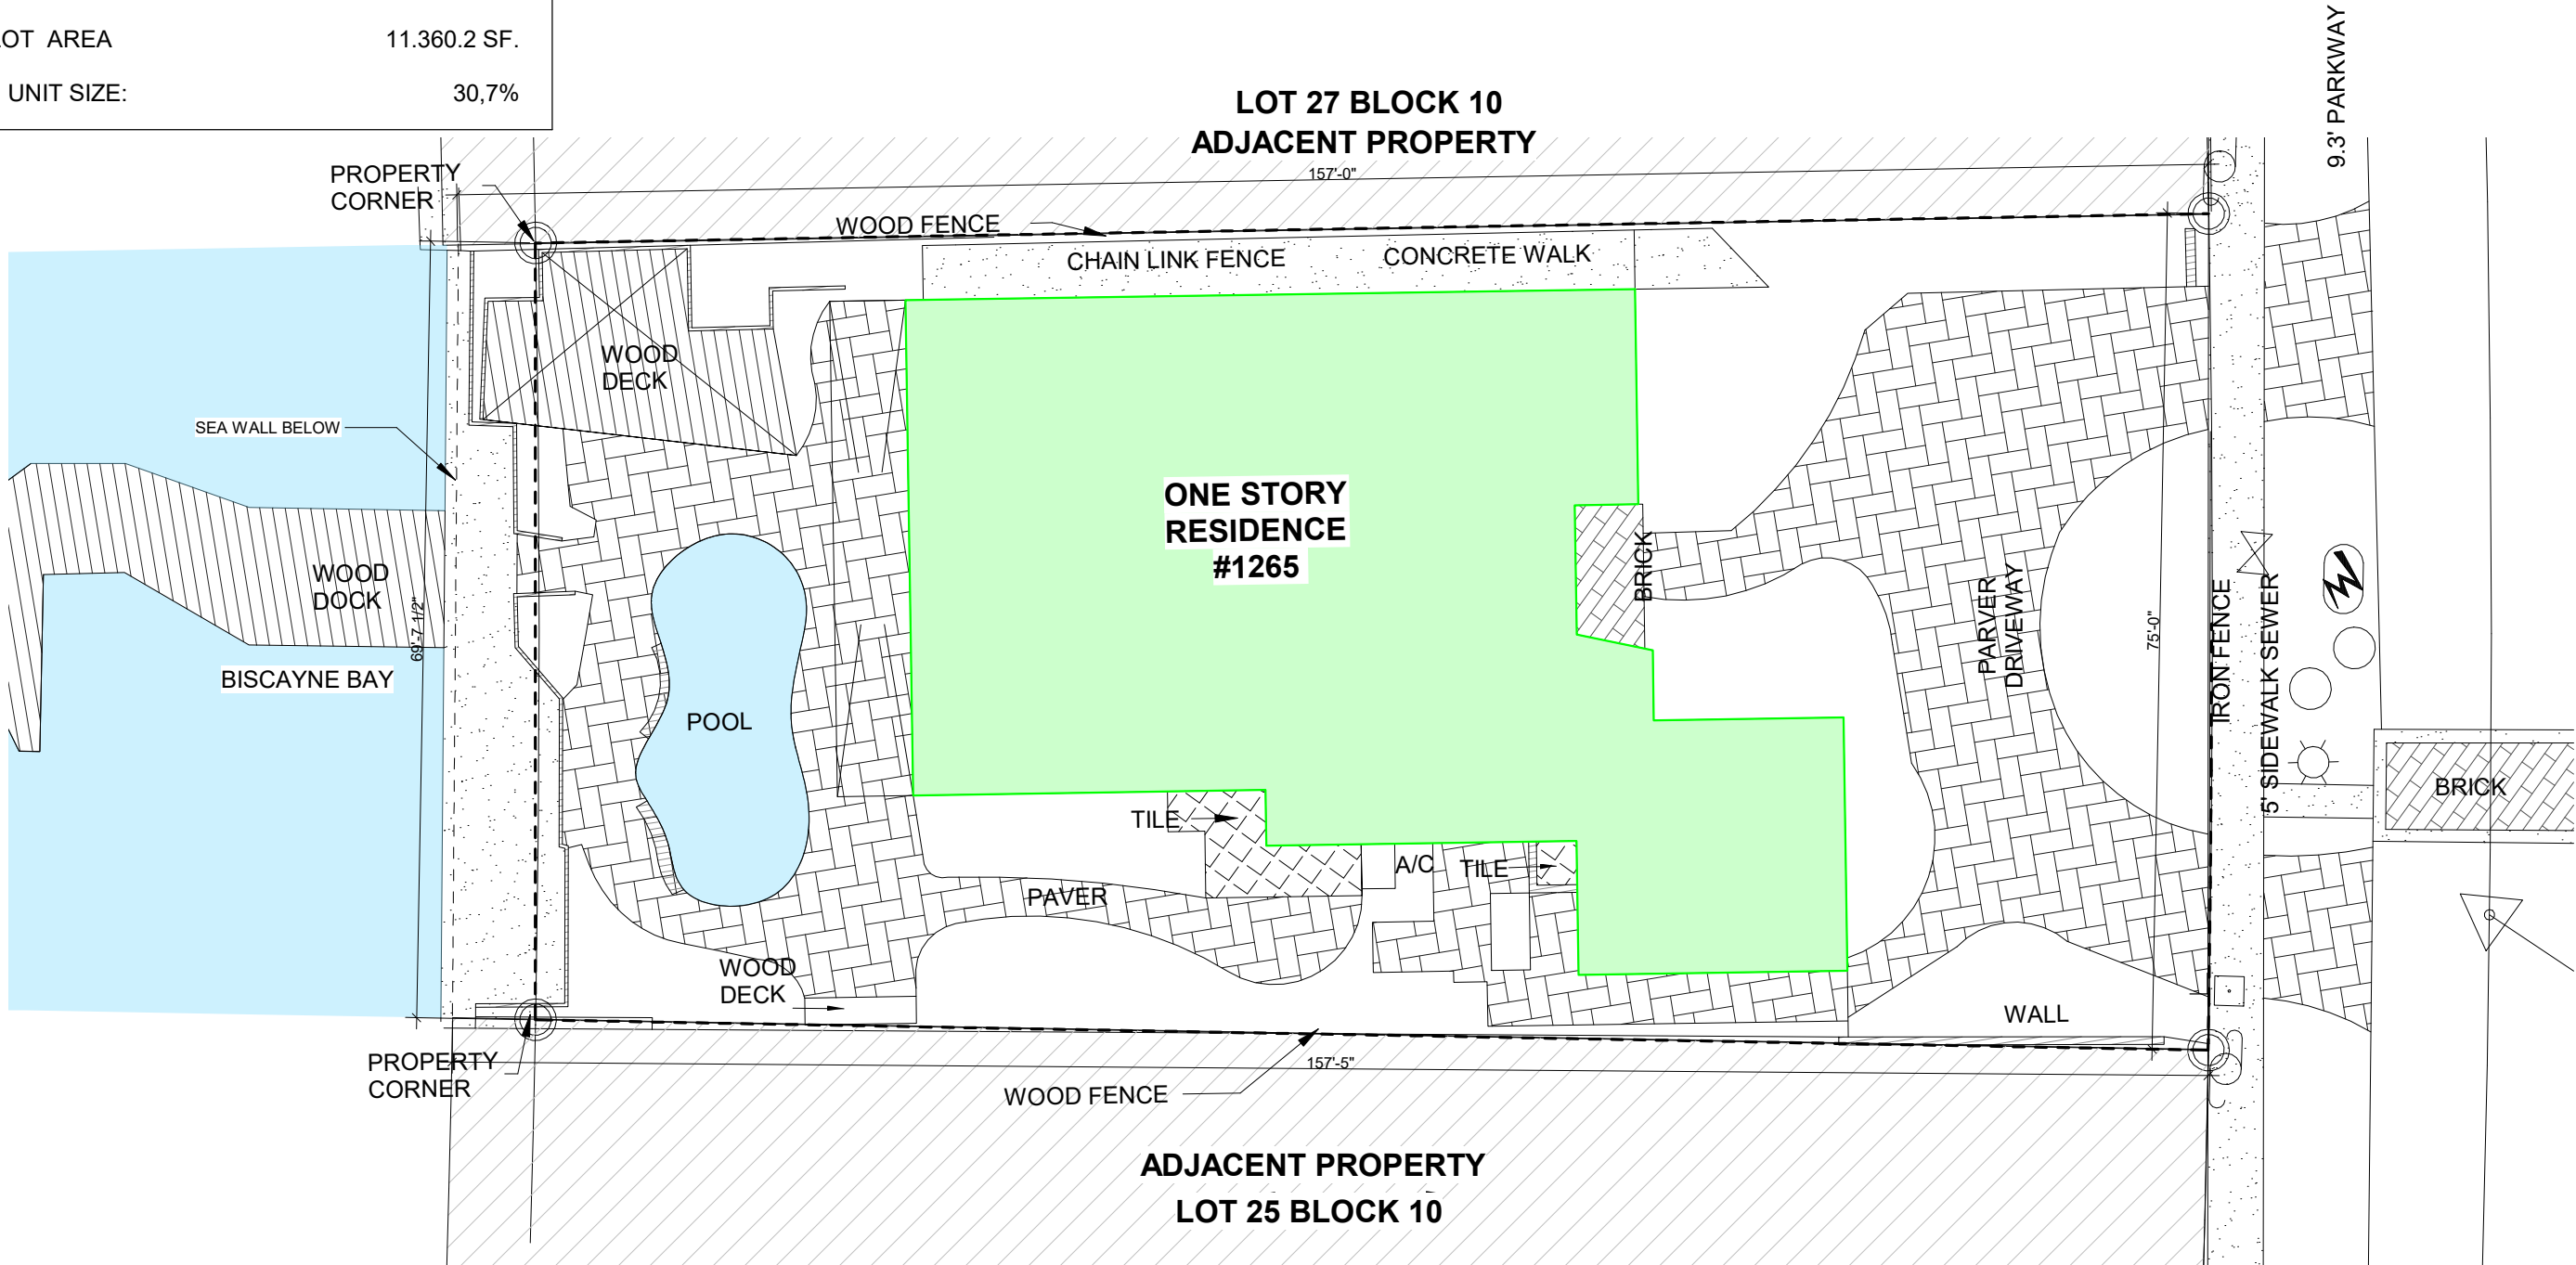 LOT AREA 11.360.2 SF.
UNIT SIZE: 30,7%
9.3' PARKWAY
LOT 27 BLOCK 10
ADJACENT PROPERTY
157'-0"
PROPERTY
CORNER
WOOD FENCE
CHAIN LINK FENCE
CONCRETE WALK
WOOD
DECK
SEA WALL BELOW
ONE STORY
RESIDENCE
#1265
BRICK
WOOD
DOCK
69'-7 1/2"
BISCAYNE BAY
POOL
PARVER
DRIVEWAY
75'-0"
IRON FENCE
5' SIDEWALK SEWER
BRICK
TILE
A/C
TILE
PAVER
WOOD
DECK
WALL
PROPERTY
CORNER
157'-5"
WOOD FENCE
ADJACENT PROPERTY
LOT 25 BLOCK 10